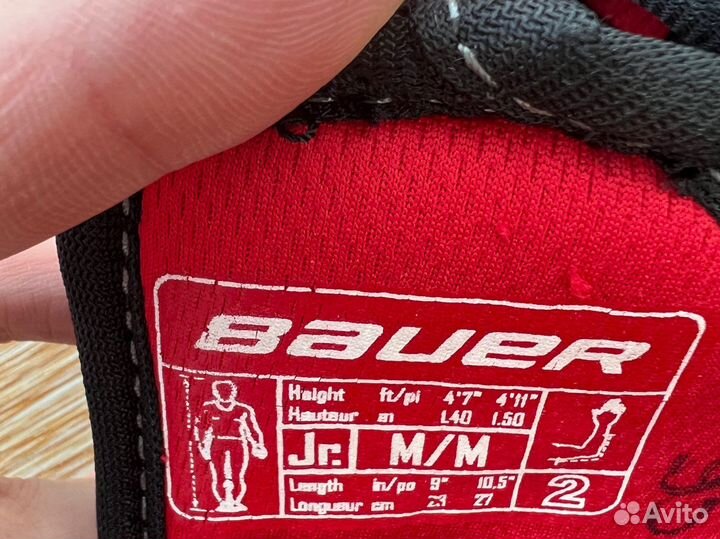 BAUER
Height ft/pi 4'7" 4'11"
Hauteur m 1.40 1.50
Jr. M/M
Length in/po 9" 10,5"
Longueur cm 23 27
2
Avito